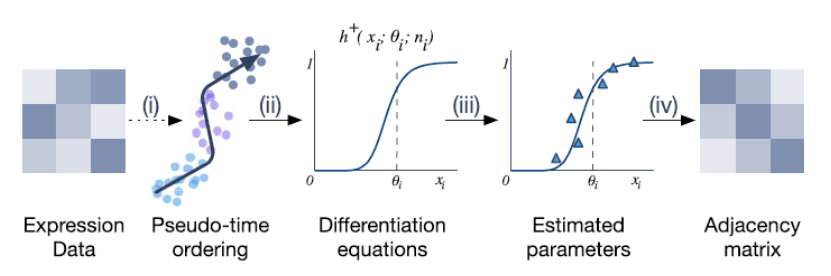 h⁺( xᵢ; θᵢ; nᵢ)
1
1
(i)
(ii)
(iii)
(iv)
0
θᵢ
xᵢ
0
θᵢ
xᵢ
Expression
Data
Pseudo-time
ordering
Differentiation
equations
Estimated
parameters
Adjacency
matrix